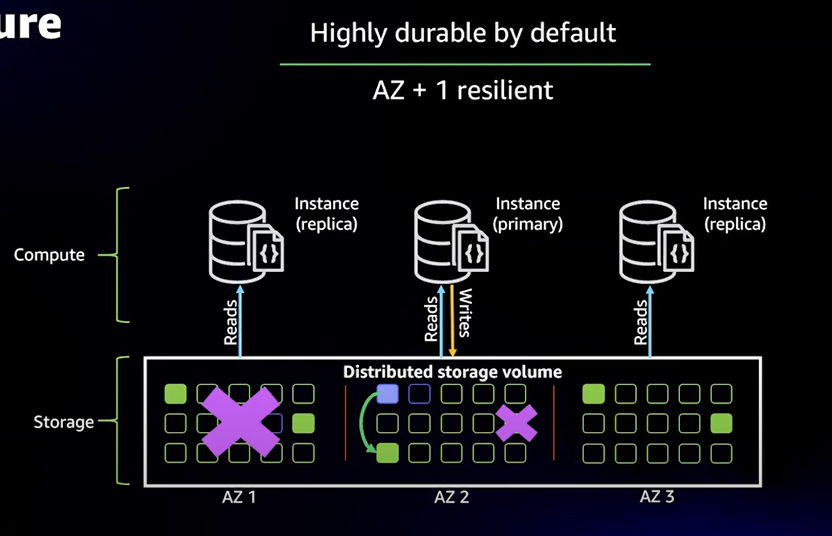 ure
Highly durable by default
AZ + 1 resilient
Instance
(replica)
Instance
(primary)
Instance
(replica)
{}
{}
{}
Compute
Reads
Reads
Writes
Reads
Distributed storage volume
Storage
AZ 1
AZ 2
AZ 3